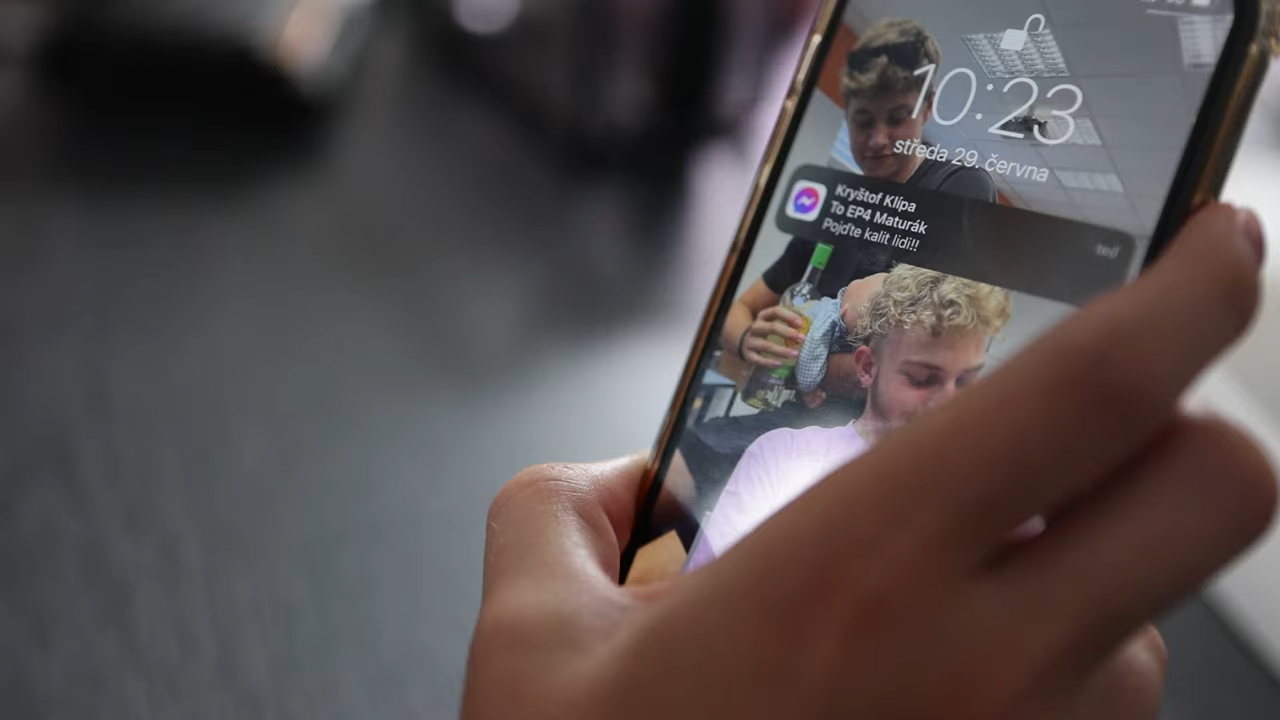 10:23
středa 29. června
Kryštof Klípa
To EP4 Maturák
Pojďte kalit lidi!!
teď